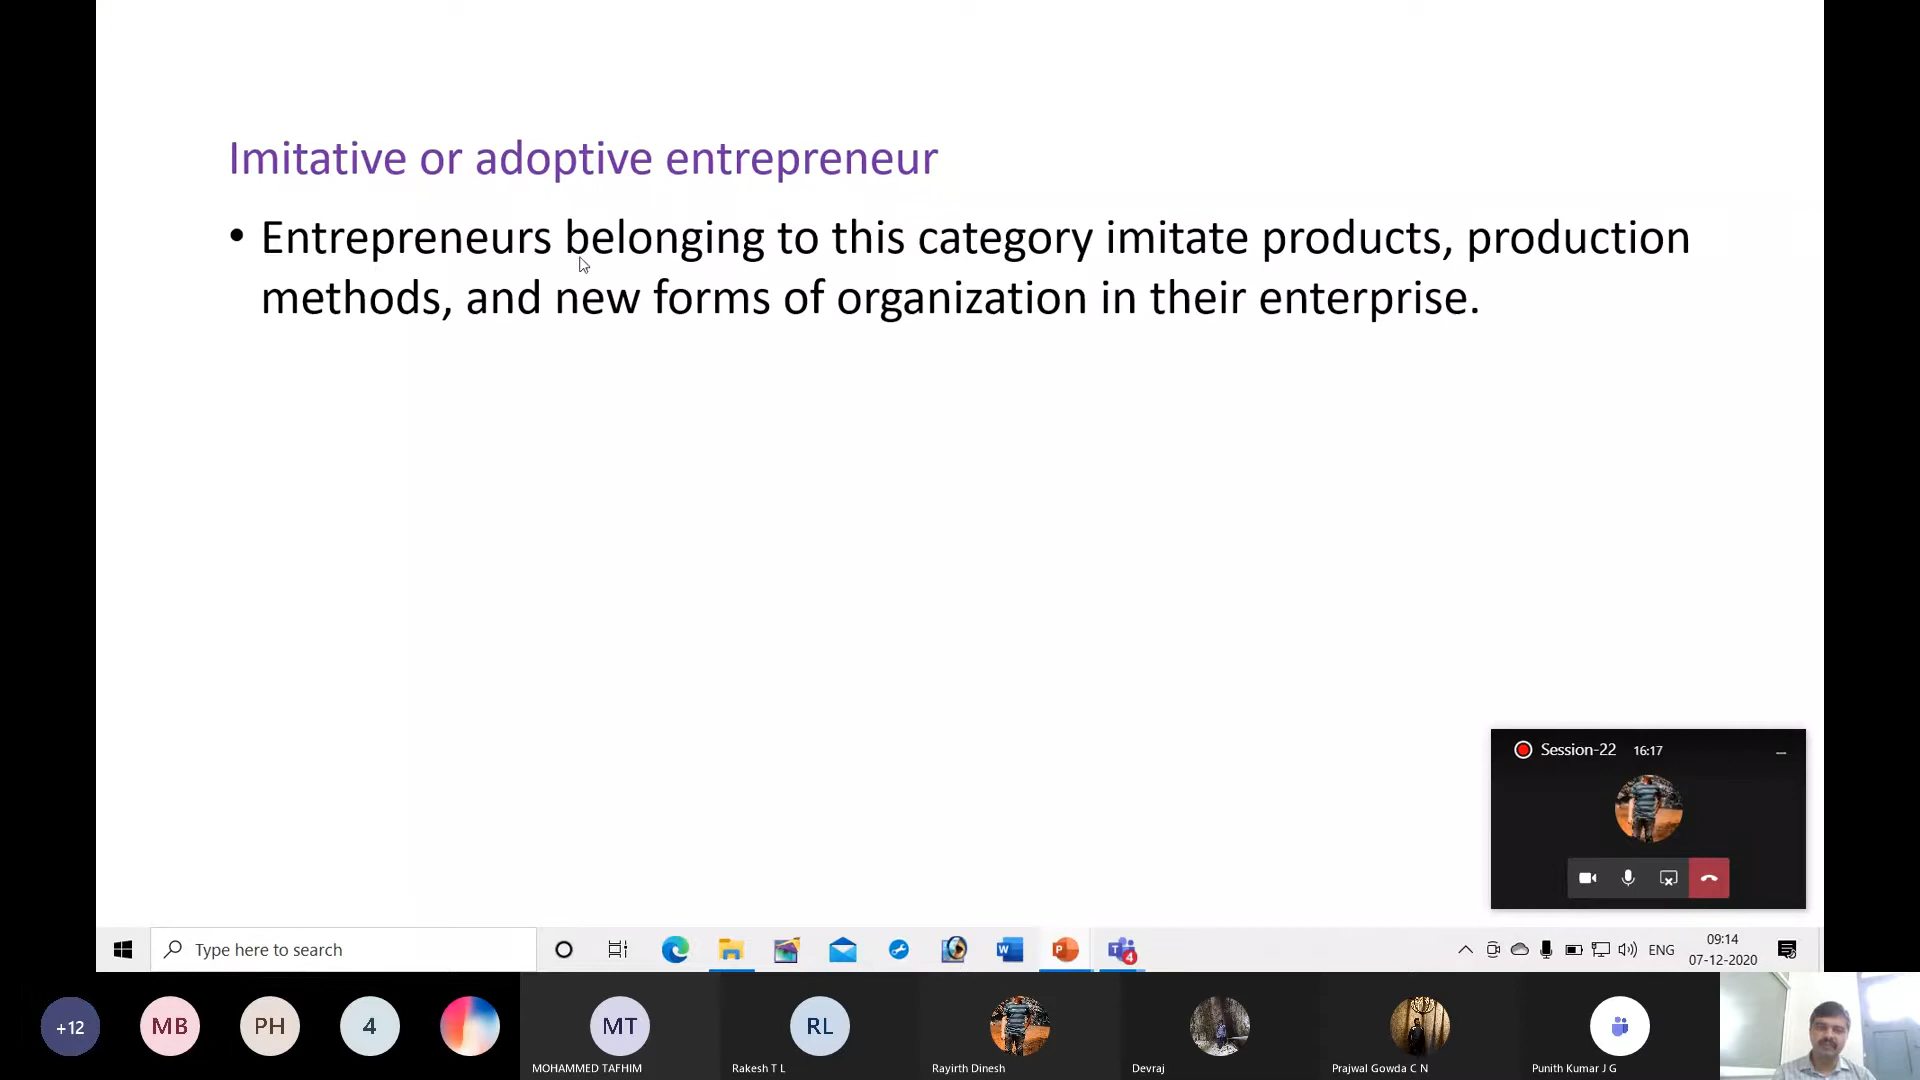 Imitative or adoptive entrepreneur
• Entrepreneurs belonging to this category imitate products, production
methods, and new forms of organization in their enterprise.
Session-22 16:17
Type here to search
W
P
T
4
ENG
09:14
07-12-2020
+12
MB
PH
4
MT
RL
MOHAMMED TAFHIM
Rakesh T L
Rayirth Dinesh
Devraj
Prajwal Gowda C N
Punith Kumar J G